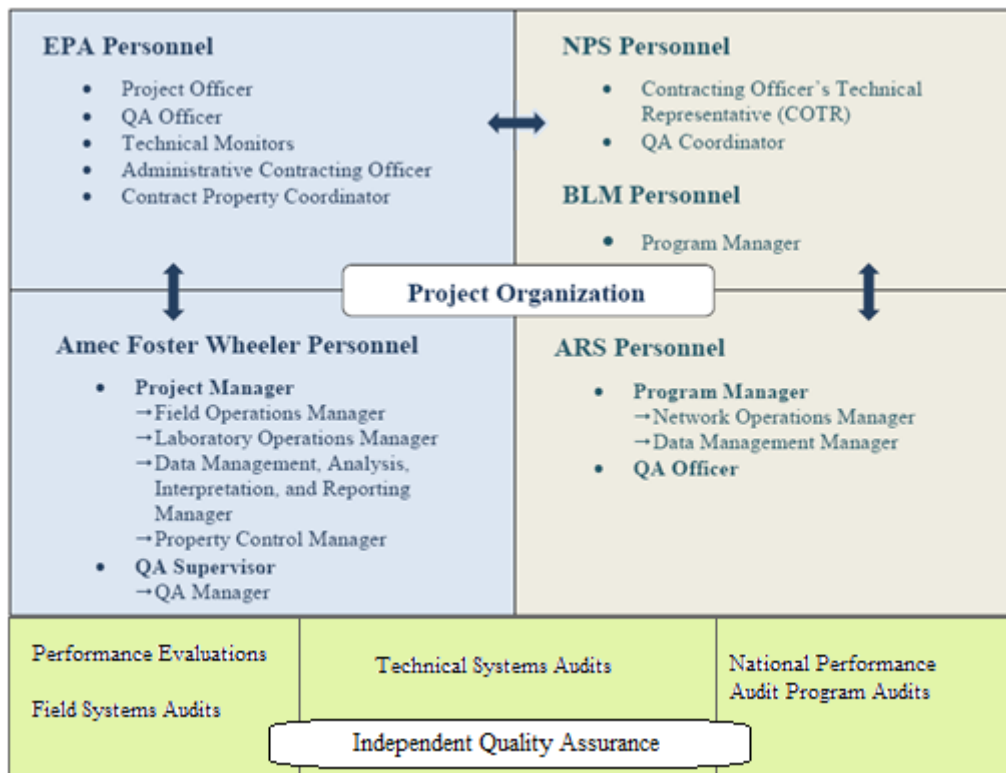 EPA Personnel
• Project Officer
• QA Officer
• Technical Monitors
• Administrative Contracting Officer
• Contract Property Coordinator
NPS Personnel
• Contracting Officer's Technical
Representative (COTR)
• QA Coordinator
BLM Personnel
• Program Manager
Project Organization
Amec Foster Wheeler Personnel
• Project Manager
→Field Operations Manager
→Laboratory Operations Manager
→Data Management, Analysis,
Interpretation, and Reporting
Manager
→Property Control Manager
• QA Supervisor
→QA Manager
ARS Personnel
• Program Manager
→Network Operations Manager
→Data Management Manager
• QA Officer
Performance Evaluations
Field Systems Audits
Technical Systems Audits
National Performance
Audit Program Audits
Independent Quality Assurance